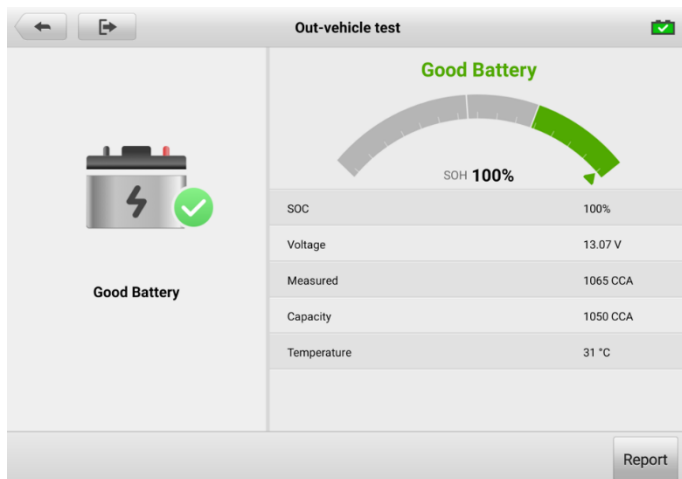 Out-vehicle test
Good Battery
Good Battery
SOH 100%
SOC 100%
Voltage 13.07 V
Measured 1065 CCA
Capacity 1050 CCA
Temperature 31 °C
Report